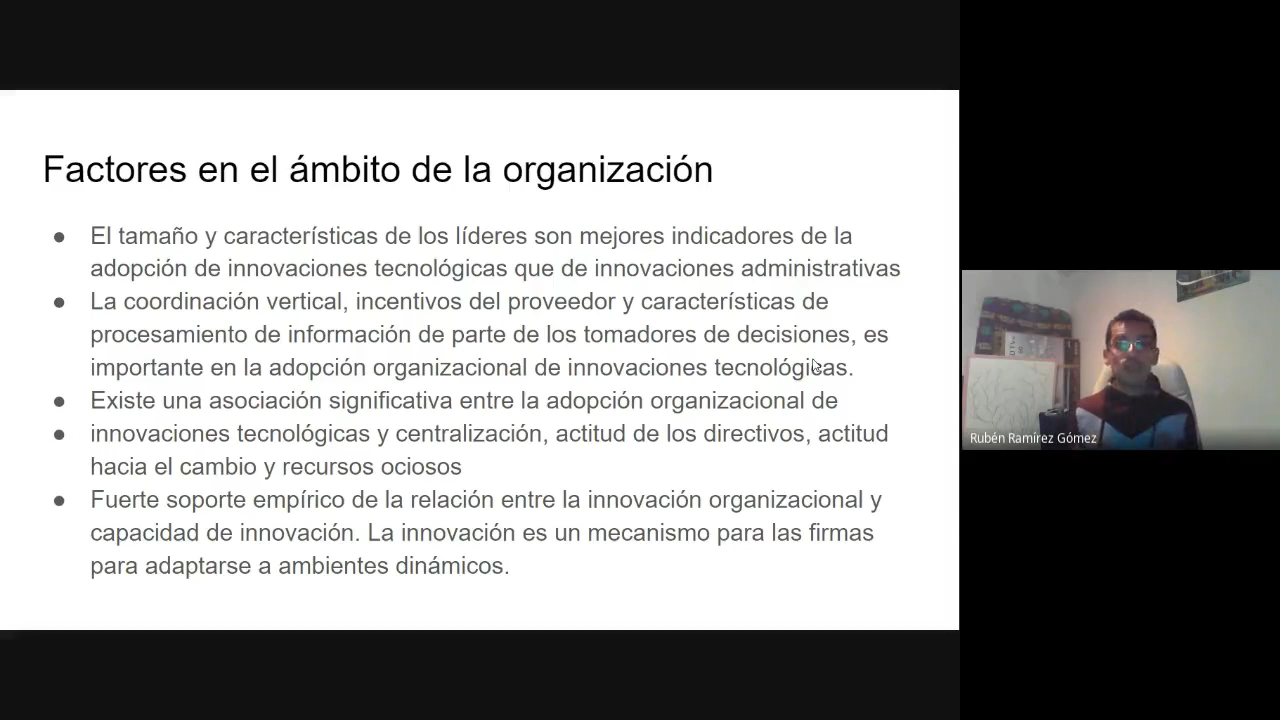 Factores en el ámbito de la organización
● El tamaño y características de los líderes son mejores indicadores de la
adopción de innovaciones tecnológicas que de innovaciones administrativas
● La coordinación vertical, incentivos del proveedor y características de
procesamiento de información de parte de los tomadores de decisiones, es
importante en la adopción organizacional de innovaciones tecnológicas.
● Existe una asociación significativa entre la adopción organizacional de
● innovaciones tecnológicas y centralización, actitud de los directivos, actitud
hacia el cambio y recursos ociosos
● Fuerte soporte empírico de la relación entre la innovación organizacional y
capacidad de innovación. La innovación es un mecanismo para las firmas
para adaptarse a ambientes dinámicos.
Rubén Ramírez Gómez